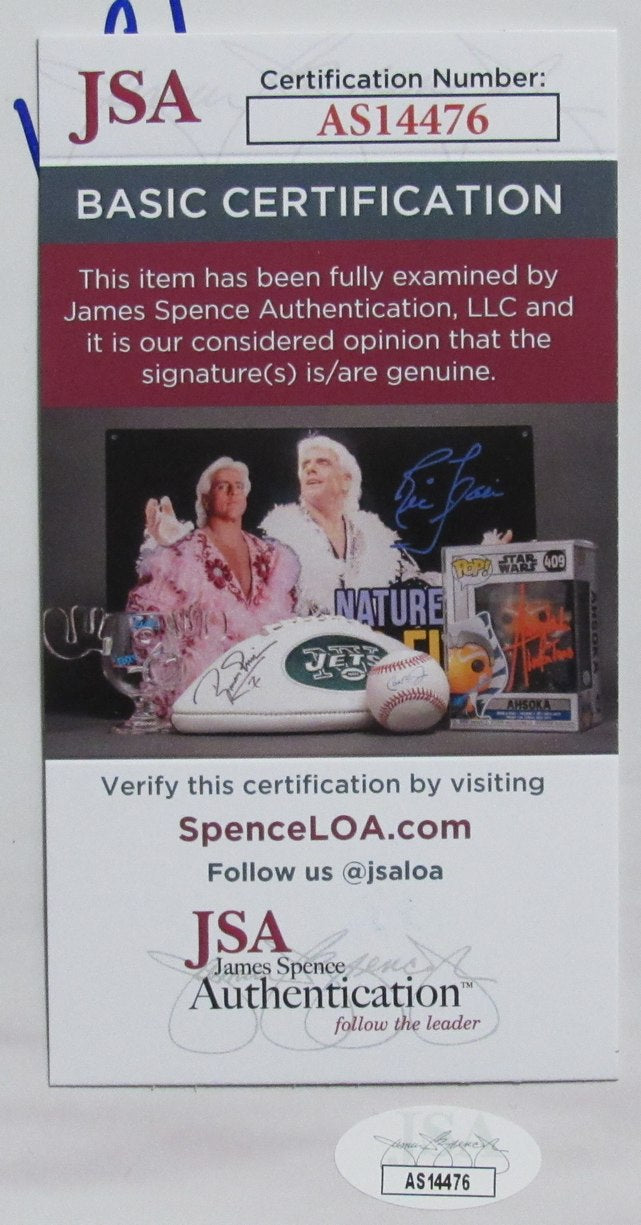 JSA
Certification Number:
AS14476
BASIC CERTIFICATION
This item has been fully examined by
James Spence Authentication, LLC and
it is our considered opinion that the
signature(s) is/are genuine.
NATURE
POP!
STAR
WARS
409
JETS
AHSOKA
AHSOKA
Verify this certification by visiting
SpenceLOA.com
Follow us @jsaloa
JSA
James Spence
Authentication™
follow the leader
JSA
AS14476